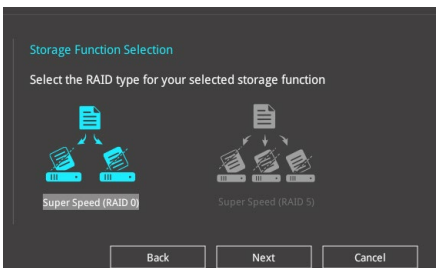 Storage Function Selection
Select the RAID type for your selected storage function
Super Speed (RAID 0)
Super Speed (RAID 5)
Back
Next
Cancel